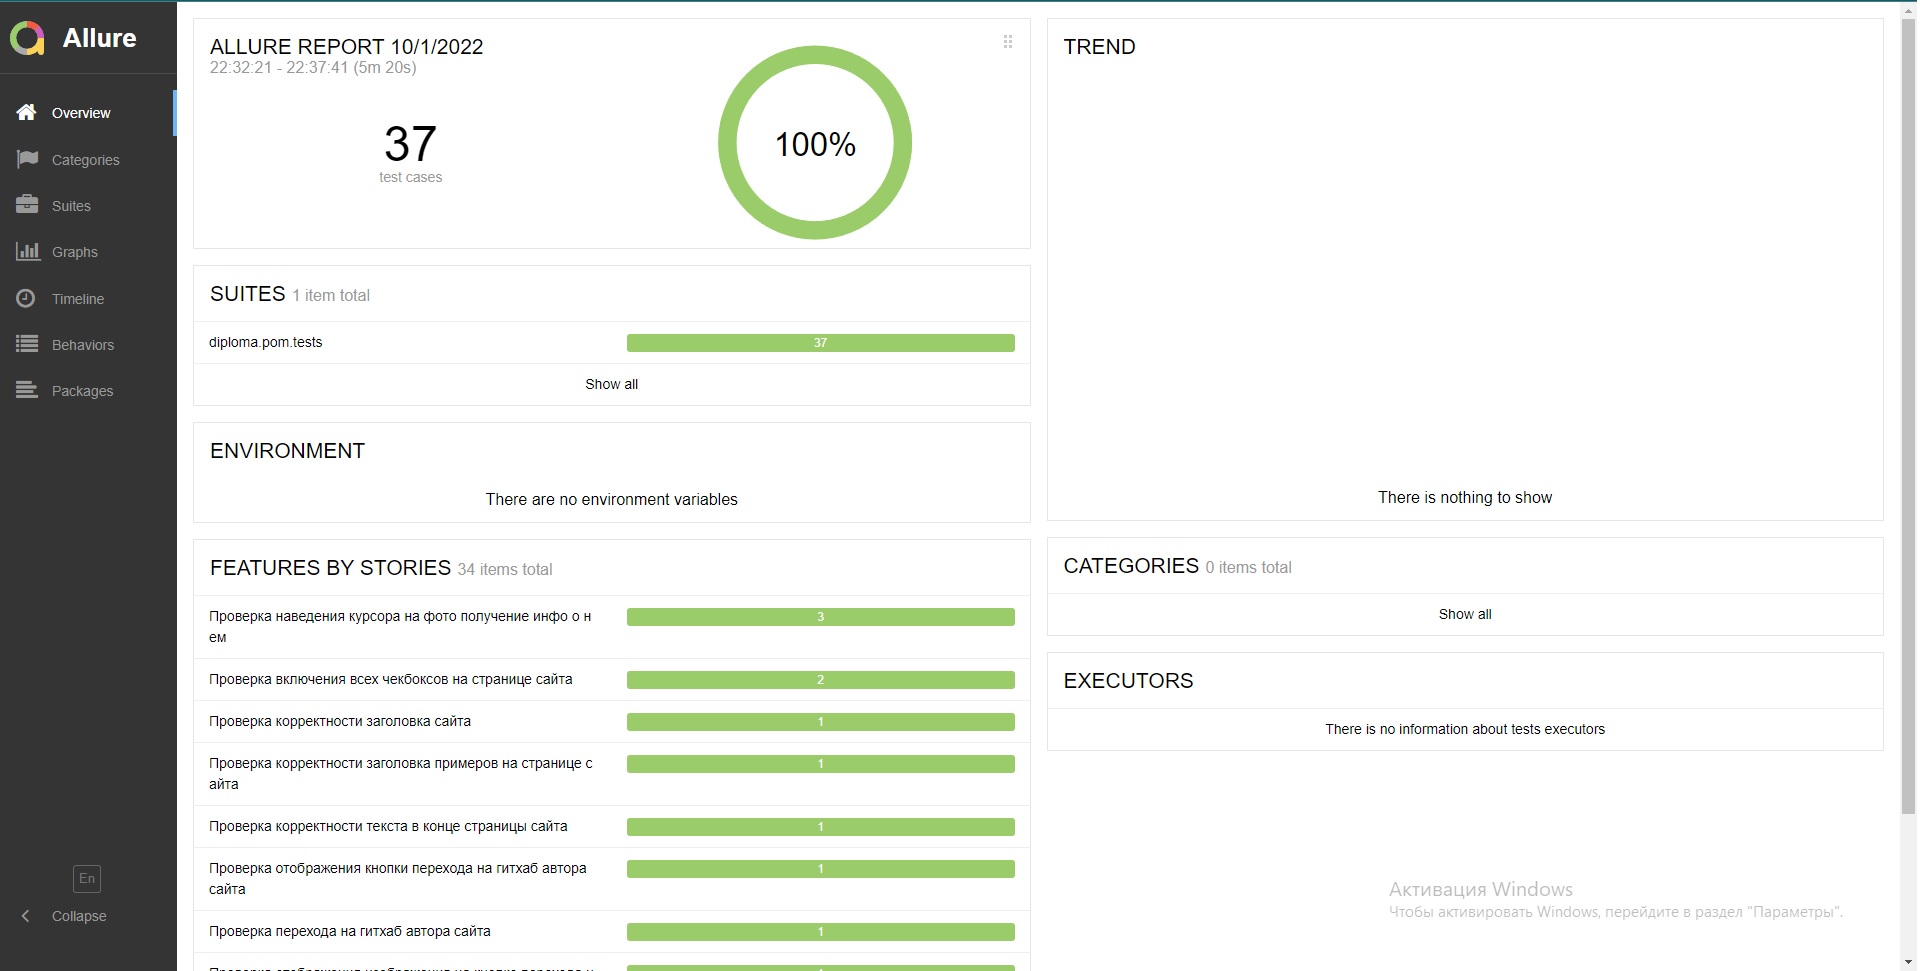 Allure
Overview
Categories
Suites
Graphs
Timeline
Behaviors
Packages
En
Collapse
ALLURE REPORT 10/1/2022
22:32:21 - 22:37:41 (5m 20s)
37
test cases
100%
SUITES 1 item total
diploma.pom.tests 37
Show all
ENVIRONMENT
There are no environment variables
FEATURES BY STORIES 34 items total
Проверка наведения курсора на фото получение инфо о н 3
ем
Проверка включения всех чекбоксов на странице сайта 2
Проверка корректности заголовка сайта 1
Проверка корректности заголовка примеров на странице с 1
айта
Проверка корректности текста в конце страницы сайта 1
Проверка отображения кнопки перехода на гитхаб автора 1
сайта
Проверка перехода на гитхаб автора сайта 1
TREND
There is nothing to show
CATEGORIES 0 items total
Show all
EXECUTORS
There is no information about tests executors
Активация Windows
Чтобы активировать Windows, перейдите в раздел "Параметры".